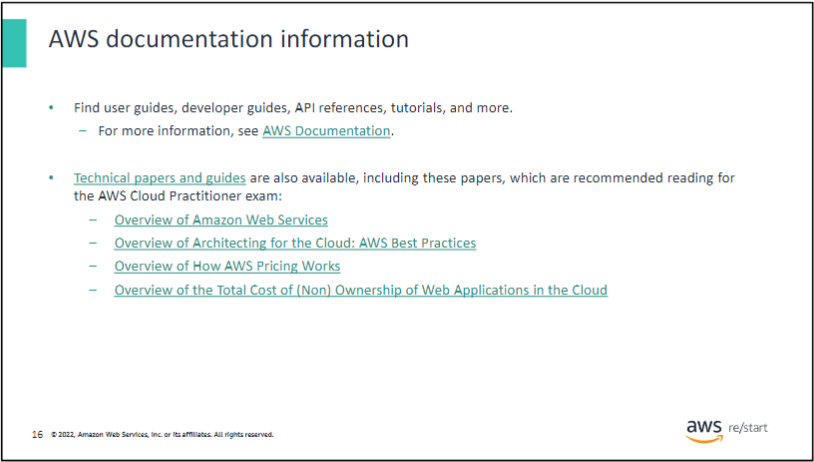 AWS documentation information
• Find user guides, developer guides, API references, tutorials, and more.
– For more information, see AWS Documentation.
• Technical papers and guides are also available, including these papers, which are recommended reading for
the AWS Cloud Practitioner exam:
– Overview of Amazon Web Services
– Overview of Architecting for the Cloud: AWS Best Practices
– Overview of How AWS Pricing Works
– Overview of the Total Cost of (Non) Ownership of Web Applications in the Cloud
16 © 2022, Amazon Web Services, Inc. or its affiliates. All rights reserved.
aws re/start